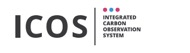 ICOS
INTEGRATED
CARBON
OBSERVATION
SYSTEM